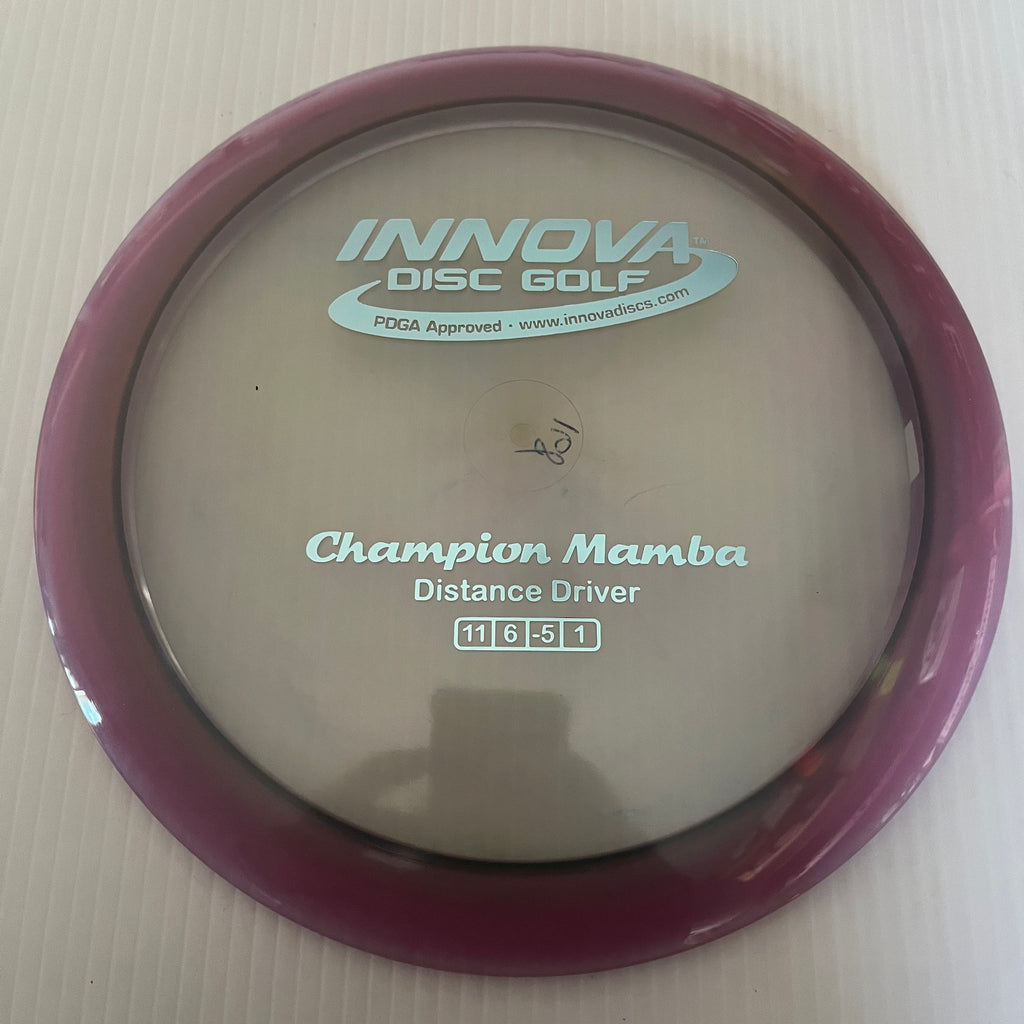 INNOVA™
DISC GOLF
PDGA Approved · www.innovadiscs.com
Champion Mamba
Distance Driver
11 6 -5 1